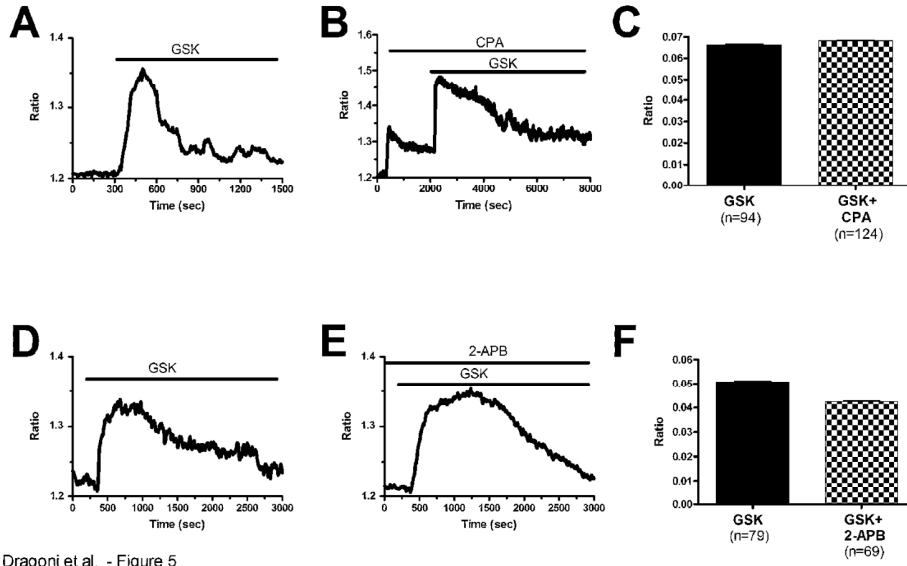 A
1.4
1.3
1.2
Ratio
GSK
0 300 600 900 1200 1500
Time (sec)
B
1.6
1.5
1.4
1.3
1.2
Ratio
CPA
GSK
0 2000 4000 6000 8000
Time (sec)
C
0.07
0.06
0.05
0.04
0.03
0.02
0.01
0.00
Ratio
GSK
(n=94)
GSK+
CPA
(n=124)
D
1.4
1.3
1.2
Ratio
GSK
0 500 1000 1500 2000 2500 3000
Time (sec)
E
1.4
1.3
1.2
Ratio
2-APB
GSK
0 500 1000 1500 2000 2500 3000
Time (sec)
F
0.06
0.05
0.04
0.03
0.02
0.01
0.00
Ratio
GSK
(n=79)
GSK+
2-APB
(n=69)
Dragoni et al. - Figure 5